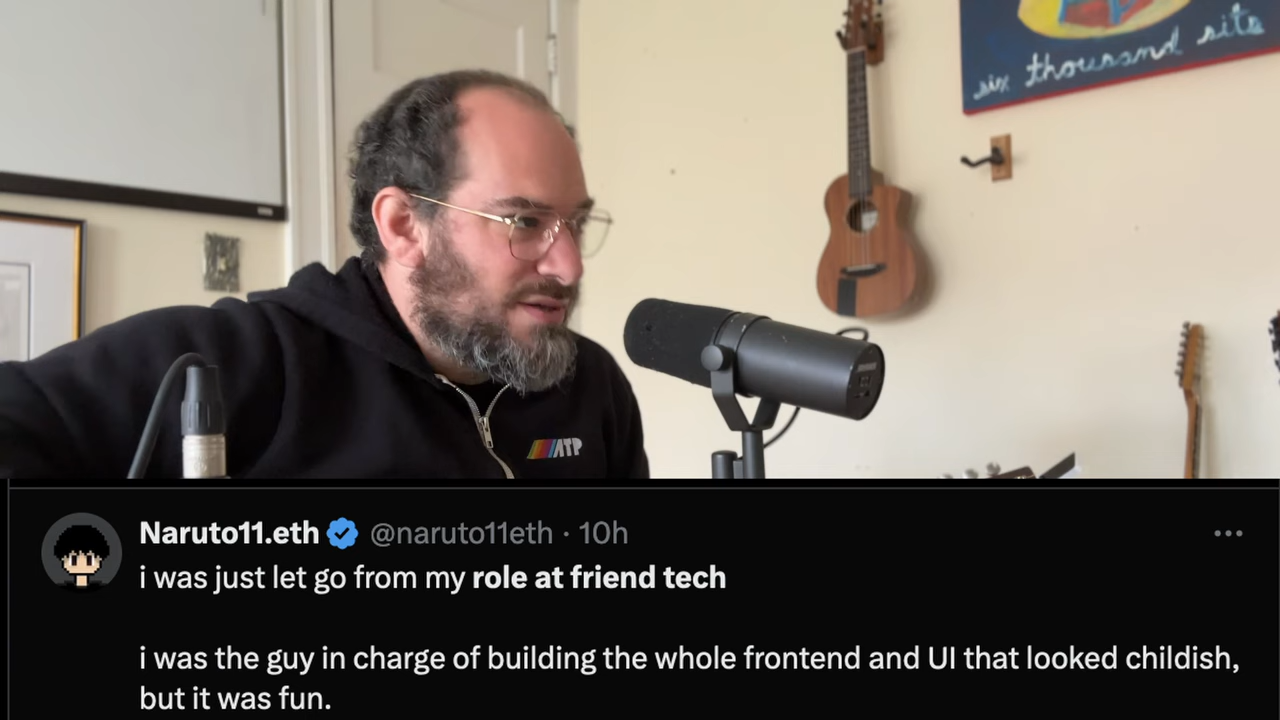 six thousand sits
ATP
Naruto11.eth @naruto11eth · 10h
i was just let go from my role at friend tech
i was the guy in charge of building the whole frontend and UI that looked childish,
but it was fun.